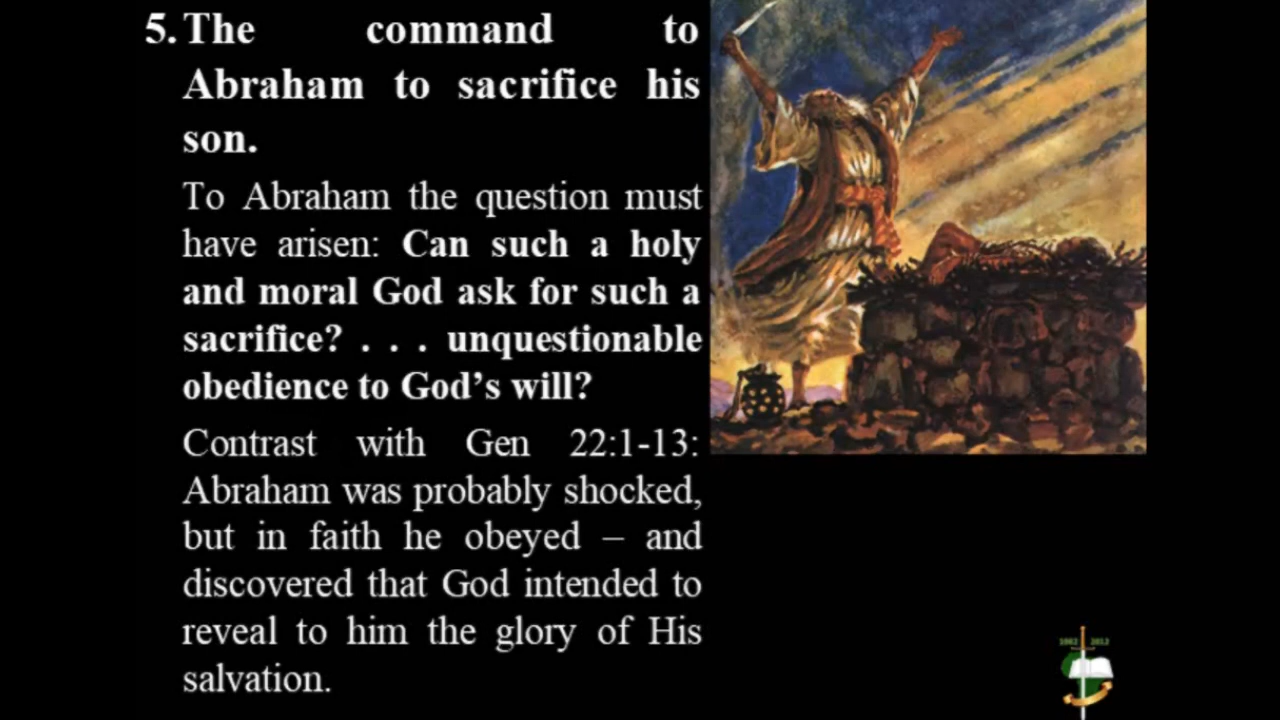 5. The command to
Abraham to sacrifice his
son.
To Abraham the question must
have arisen: Can such a holy
and moral God ask for such a
sacrifice? . . . unquestionable
obedience to God’s will?
Contrast with Gen 22:1-13:
Abraham was probably shocked,
but in faith he obeyed – and
discovered that God intended to
reveal to him the glory of His
salvation.
1962 2012